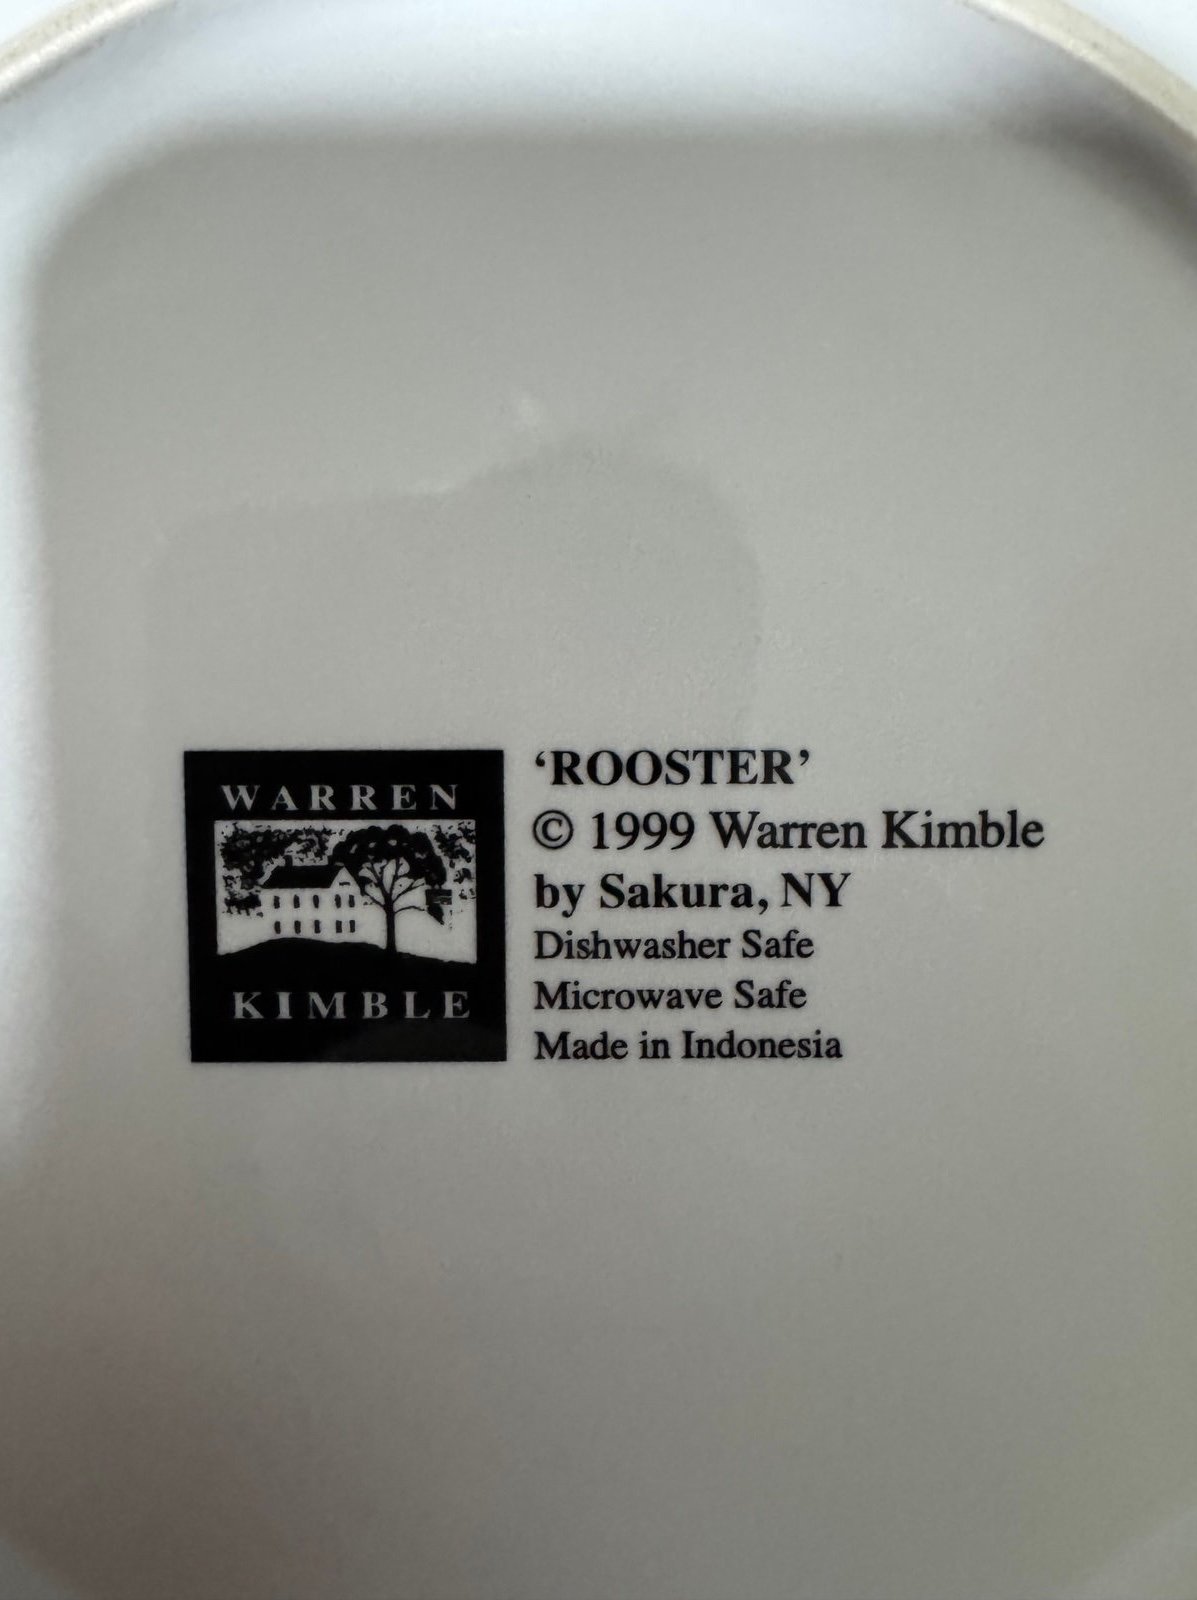 WARREN
KIMBLE
‘ROOSTER’
© 1999 Warren Kimble
by Sakura, NY
Dishwasher Safe
Microwave Safe
Made in Indonesia